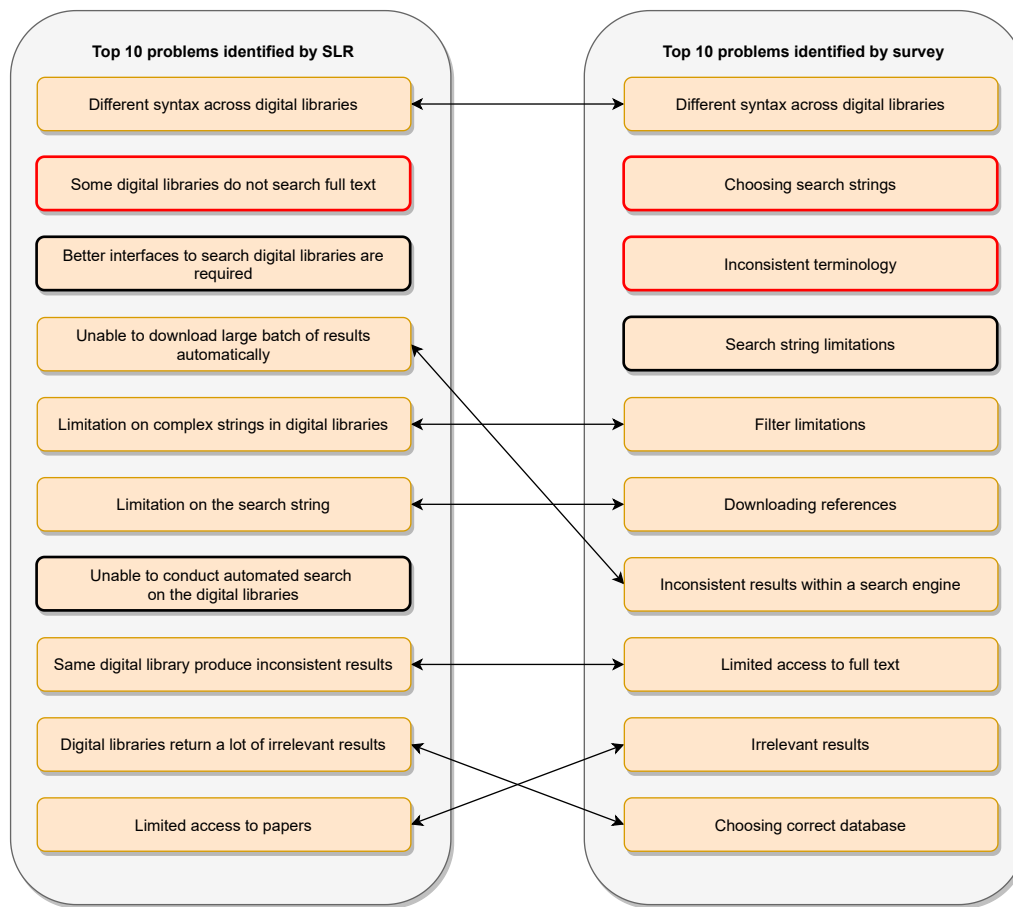 Top 10 problems identified by SLR
Different syntax across digital libraries
Some digital libraries do not search full text
Better interfaces to search digital libraries are
required
Unable to download large batch of results
automatically
Limitation on complex strings in digital libraries
Limitation on the search string
Unable to conduct automated search
on the digital libraries
Same digital library produce inconsistent results
Digital libraries return a lot of irrelevant results
Limited access to papers
Top 10 problems identified by survey
Different syntax across digital libraries
Choosing search strings
Inconsistent terminology
Search string limitations
Filter limitations
Downloading references
Inconsistent results within a search engine
Limited access to full text
Irrelevant results
Choosing correct database